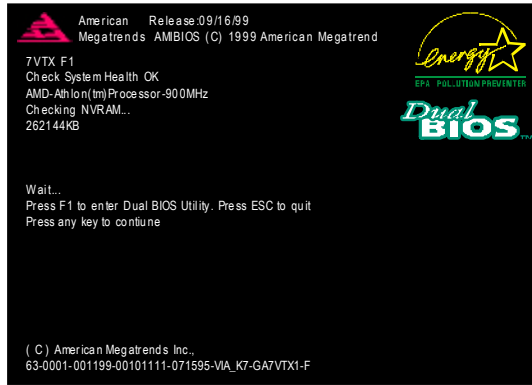 American Release:09/16/99
Megatrends AMIBIOS (C) 1999 American Megatrend
7VTX F1
Check System Health OK
AMD-Athlon(tm)Processor-900MHz
Checking NVRAM...
262144KB
energy
EPA POLLUTION PREVENTER
Dual
BIOS™
Wait...
Press F1 to enter Dual BIOS Utility. Press ESC to quit
Press any key to contiune
( C ) American Megatrends Inc.,
63-0001-001199-00101111-071595-VIA_K7-GA7VTX1-F